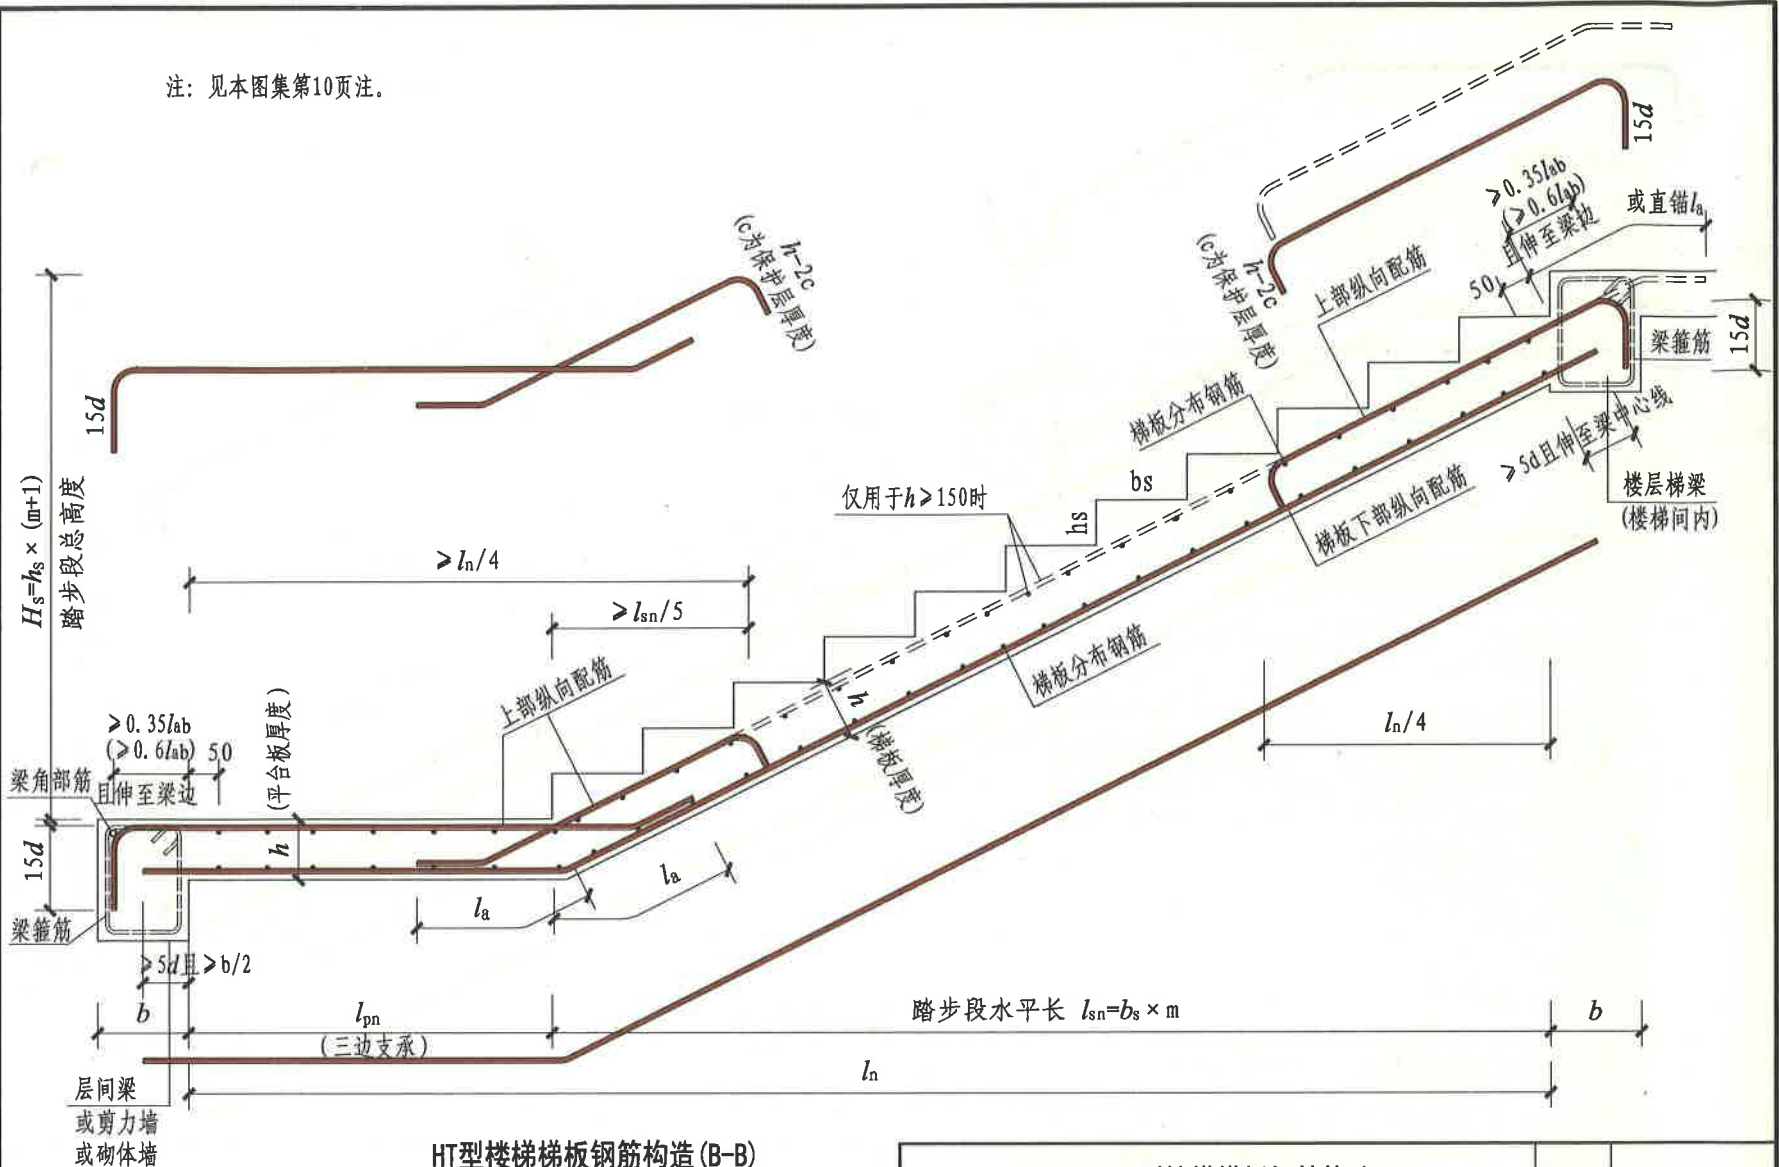 注：见本图集第10页注。
15d
≥0.35lab
(≥0.6lab)
且伸至梁边
或直锚la
50
h-2c
(c为保护层厚度)
h-2c
(c为保护层厚度)
上部纵向配筋
15d
梁箍筋
15d
梯板分布钢筋
≥5d且伸至梁中心线
楼层梯梁
(楼梯间内)
梯板下部纵向配筋
仅用于h≥150时
bs
hs
Hs=hs×(m+1)
踏步段总高度
≥ln/4
≥lsn/5
上部纵向配筋
梯板分布钢筋
h
(梯板厚度)
ln/4
≥0.35lab
(≥0.6lab)
50
且伸至梁边
梁角部筋
(平台板厚度)
h
15d
梁箍筋
la
la
≥5d且≥b/2
b
lpn
(三边支承)
踏步段水平长 lsn=bs×m
b
ln
层间梁
或剪力墙
或砌体墙
HT型楼梯梯板钢筋构造(B-B)